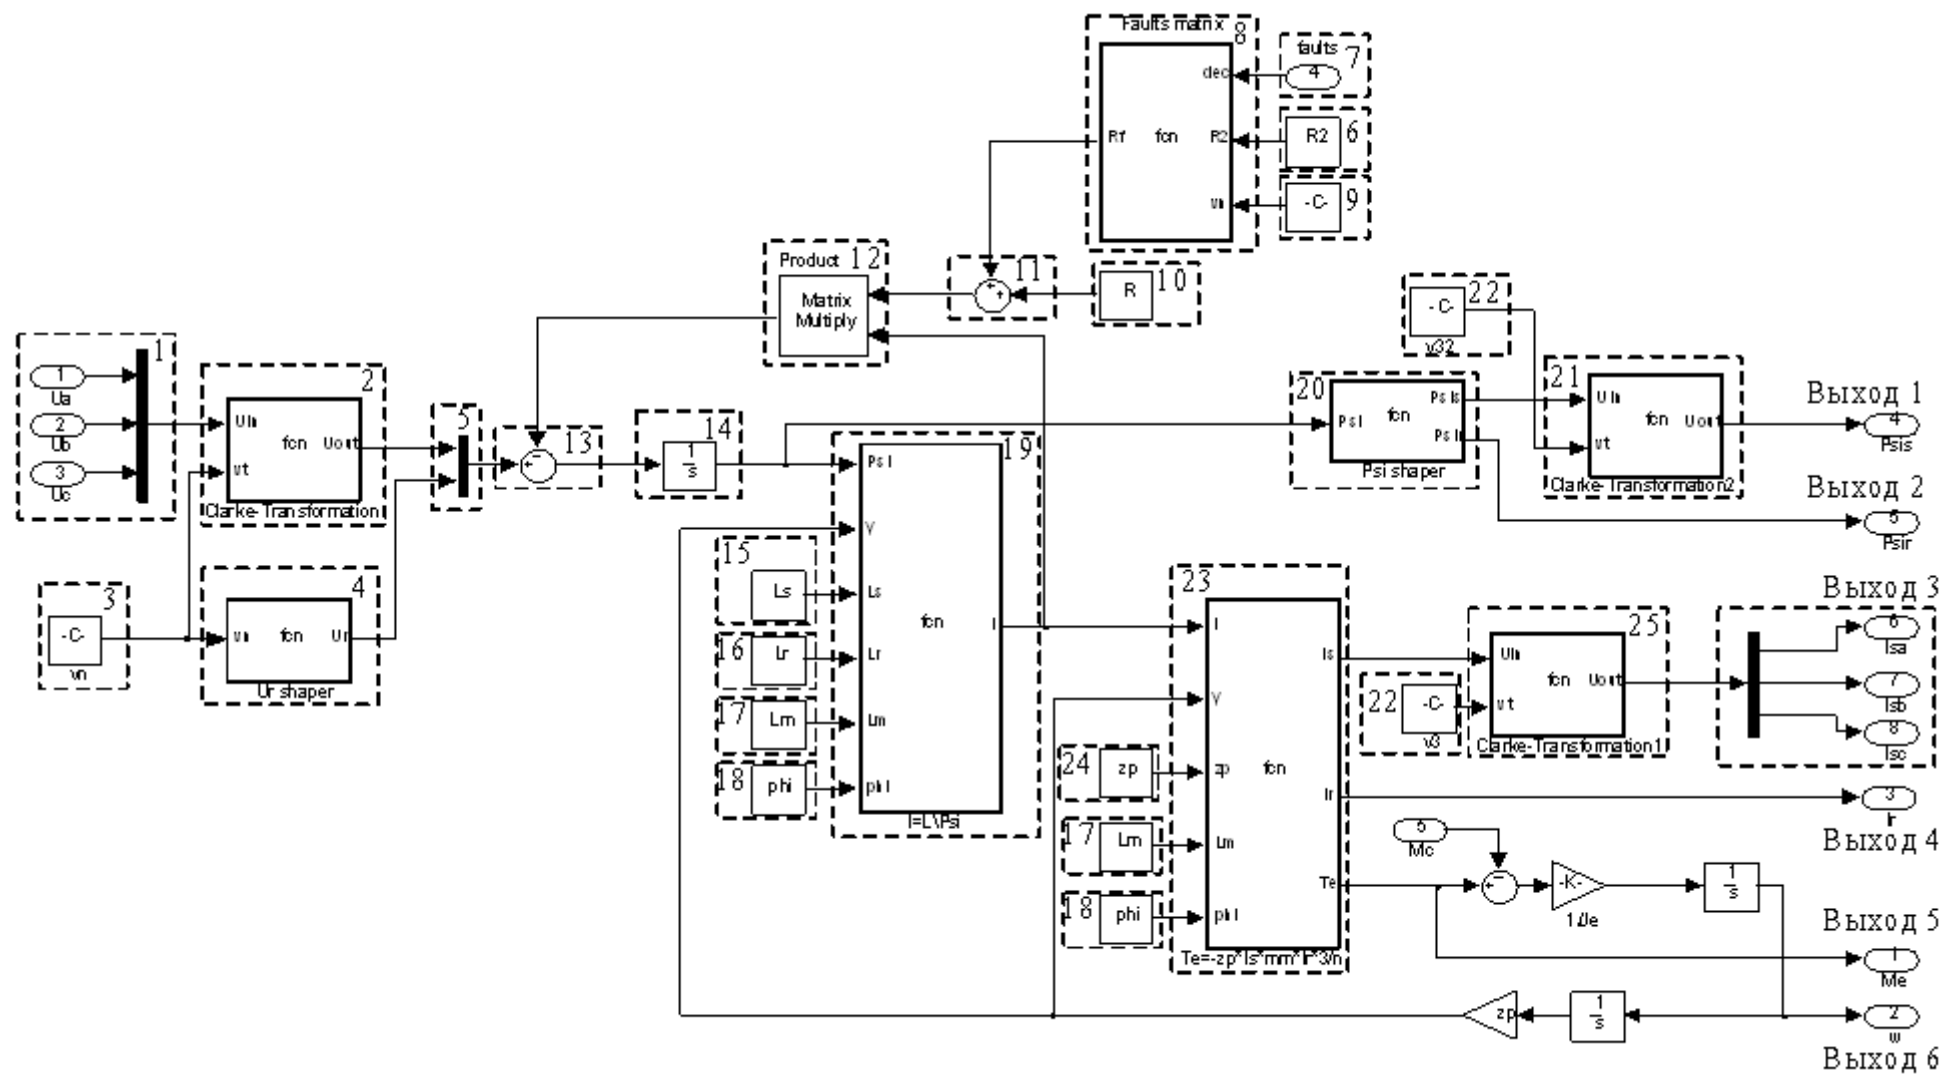 Faults matrix
8
faults
7
4
dec
R2
6
Rf
fcn
R2
vn
-C-
9
Product
12
Matrix
Multiply
11
+
+
R
10
-C-
22
v32
1
1
Ua
2
Ub
3
Uc
2
Uin
fcn
Uout
vt
Clarke-Transformation
5
13
+
−
14
1
s
19
Psi
γ
Ls
Lr
Lm
phi
fcn
I
I=L\Psi
15
Ls
16
Lr
17
Lm
18
phi
3
-C-
vn
4
vn
fcn
Ur
Ur shaper
20
Psi
fcn
Psis
Psir
Psi shaper
21
Uin
fcn
Uout
vt
Clarke-Transformation2
Выход 1
4
Psis
Выход 2
5
Psir
23
I
γ
zp
Lm
phi
fcn
Is
Ir
Te
Te=-zp*Is*mm*Ir*3/n
24
zp
17
Lm
18
phi
22
-C-
v3
25
Uin
fcn
Uout
vt
Clarke-Transformation1
Выход 3
6
Isa
7
Isb
8
Isc
3
Ir
Выход 4
5
Mc
+
−
-K-
1/Je
1
s
Выход 5
1
Me
zp
1
s
2
w
Выход 6